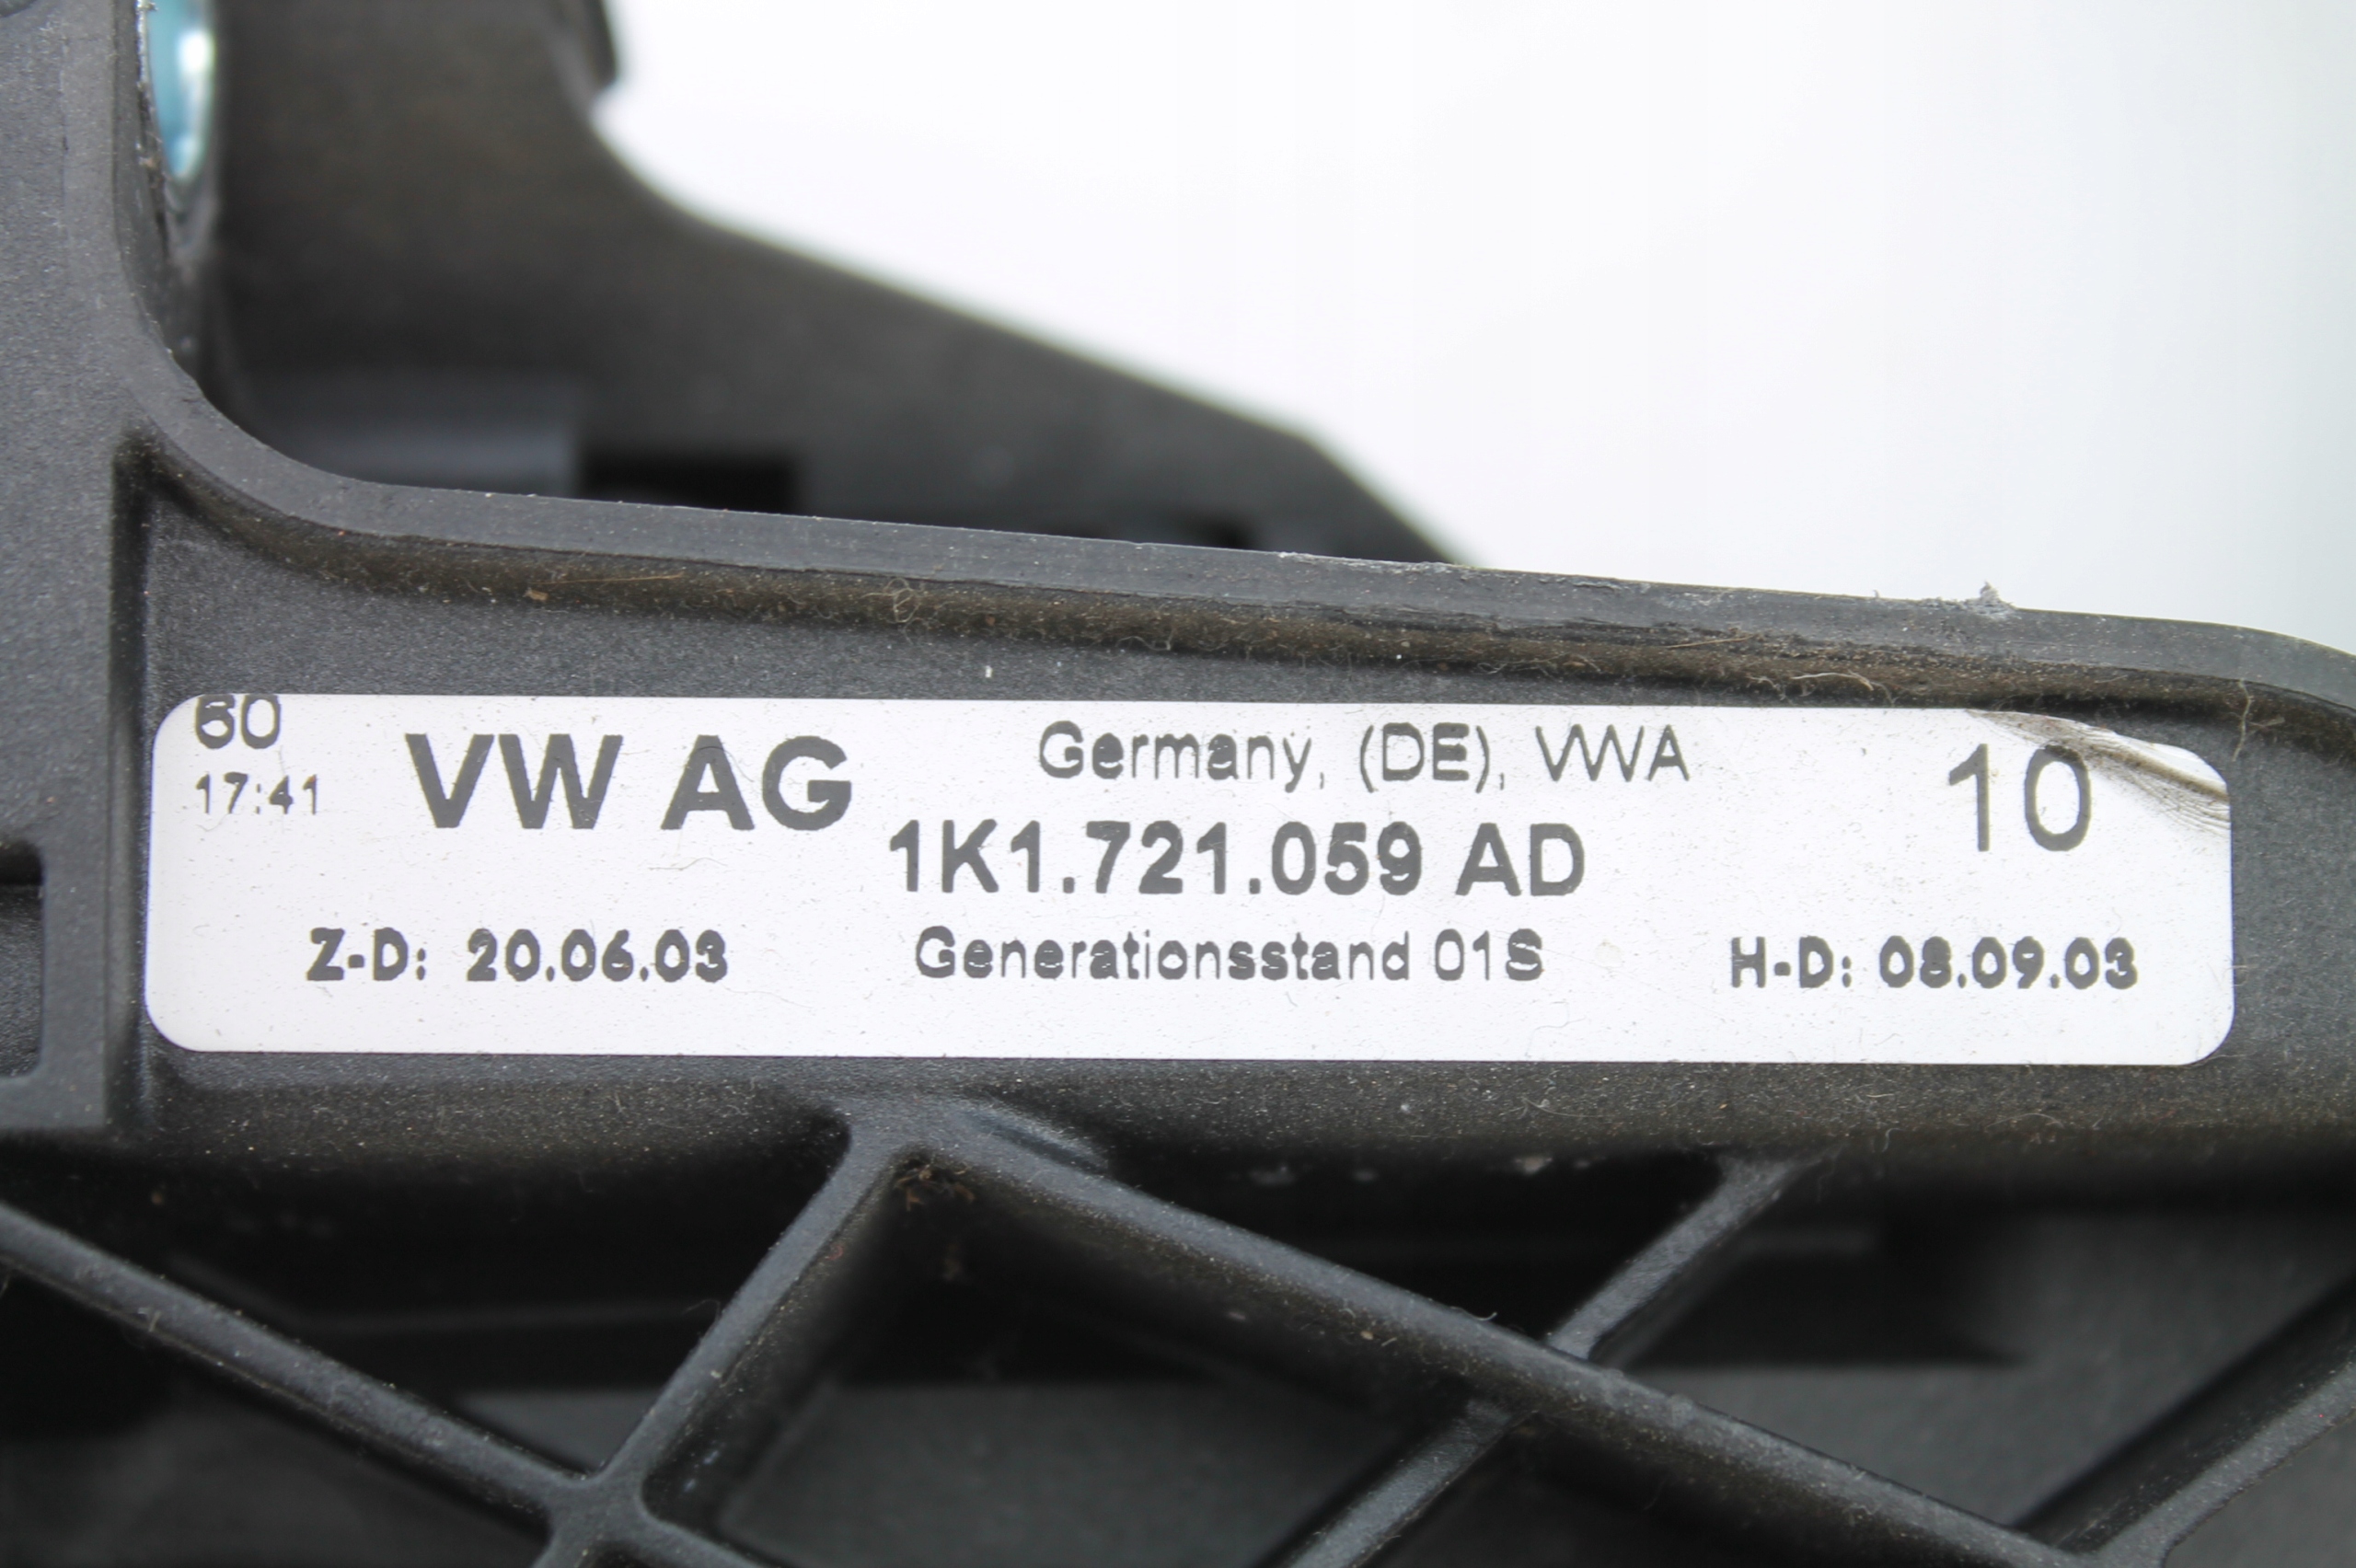 60
17:41
VW AG
Germany, (DE), VWA
1K1.721.059 AD
10
Z-D: 20.06.03
Generationsstand 01S
H-D: 08.09.03